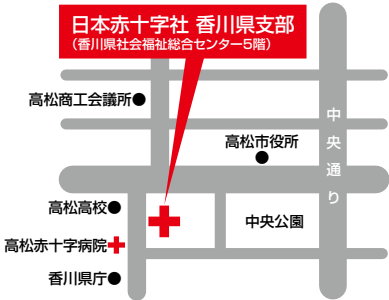 日本赤十字社 香川県支部
（香川県社会福祉総合センター5階）
高松商工会議所
中央通り
高松市役所
高松高校
中央公園
高松赤十字病院
香川県庁